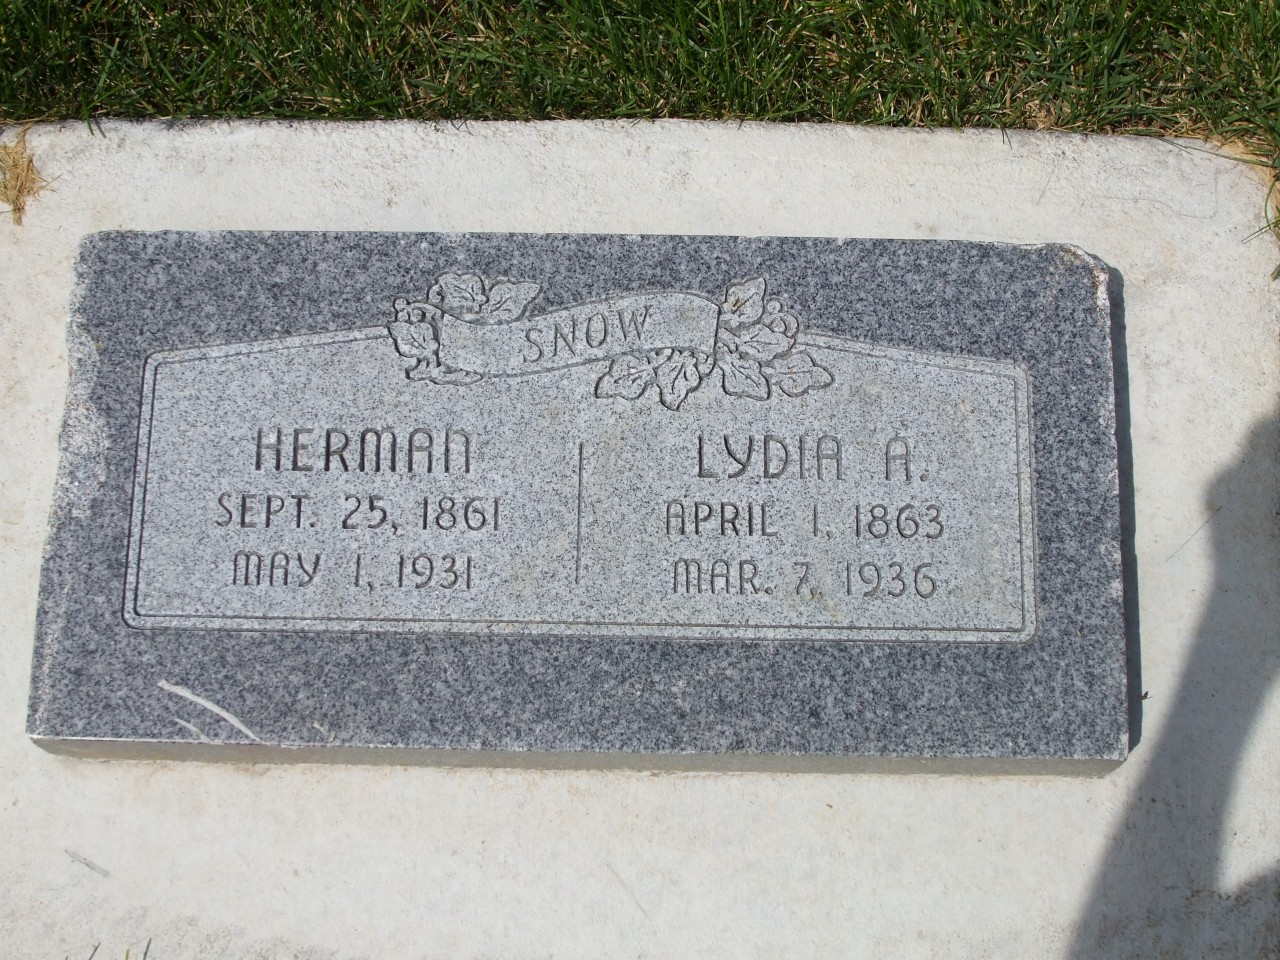 SNOW
HERMAN
SEPT. 25, 1861
MAY 1, 1931
LYDIA A.
APRIL 1, 1863
MAR. 7, 1936